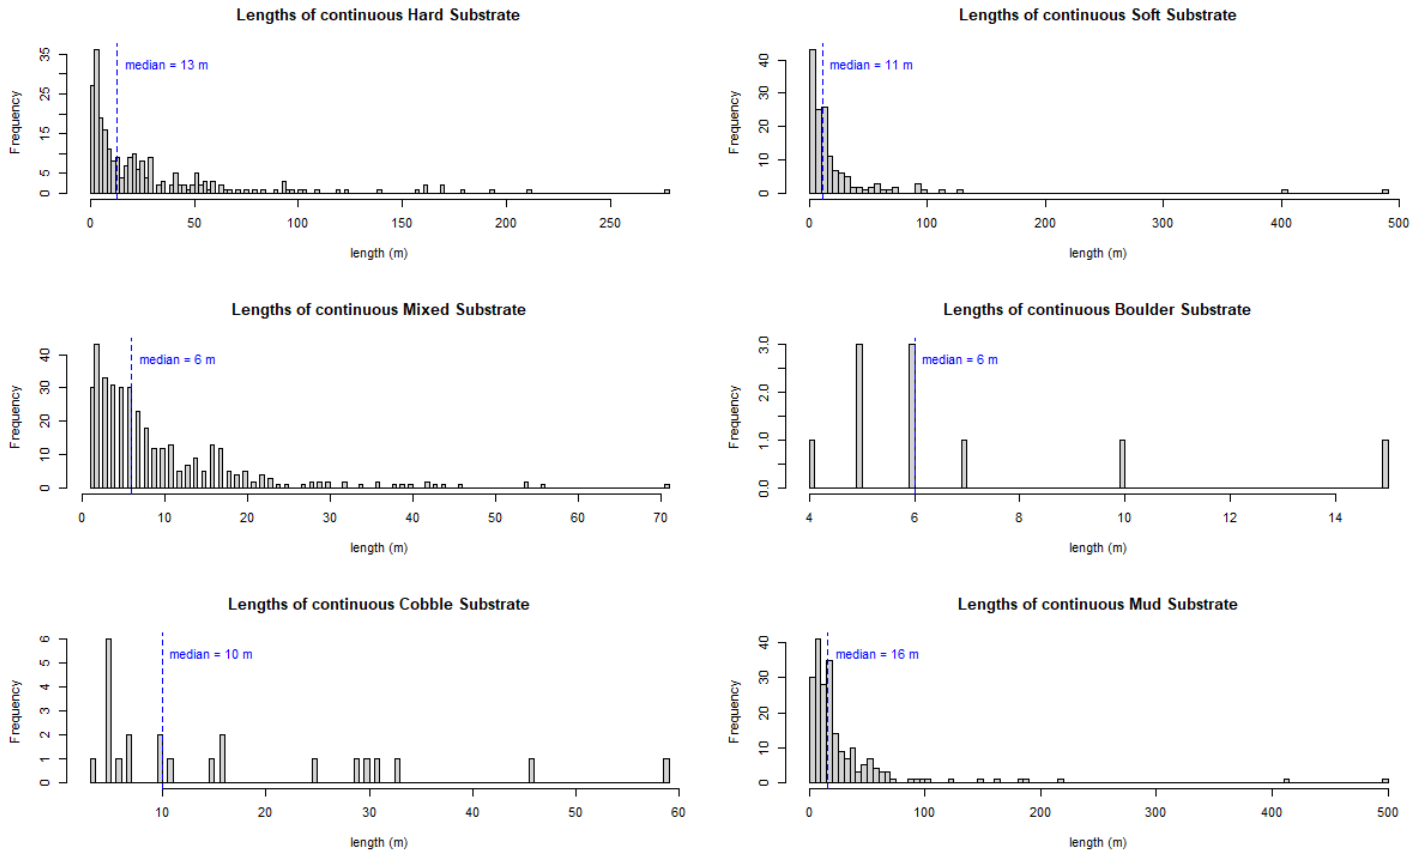 Lengths of continuous Hard Substrate
Frequency
5
15
25
35
median = 13 m
0
0
50
100
150
200
250
length (m)
Lengths of continuous Soft Substrate
Frequency
0
10
20
30
40
median = 11 m
0
100
200
300
400
500
length (m)
Lengths of continuous Mixed Substrate
Frequency
0
10
20
30
40
median = 6 m
0
10
20
30
40
50
60
70
length (m)
Lengths of continuous Boulder Substrate
Frequency
0.0
1.0
2.0
3.0
median = 6 m
4
6
8
10
12
14
length (m)
Lengths of continuous Cobble Substrate
Frequency
0
1
2
3
4
5
6
median = 10 m
10
20
30
40
50
60
length (m)
Lengths of continuous Mud Substrate
Frequency
0
10
20
30
40
median = 16 m
0
100
200
300
400
500
length (m)